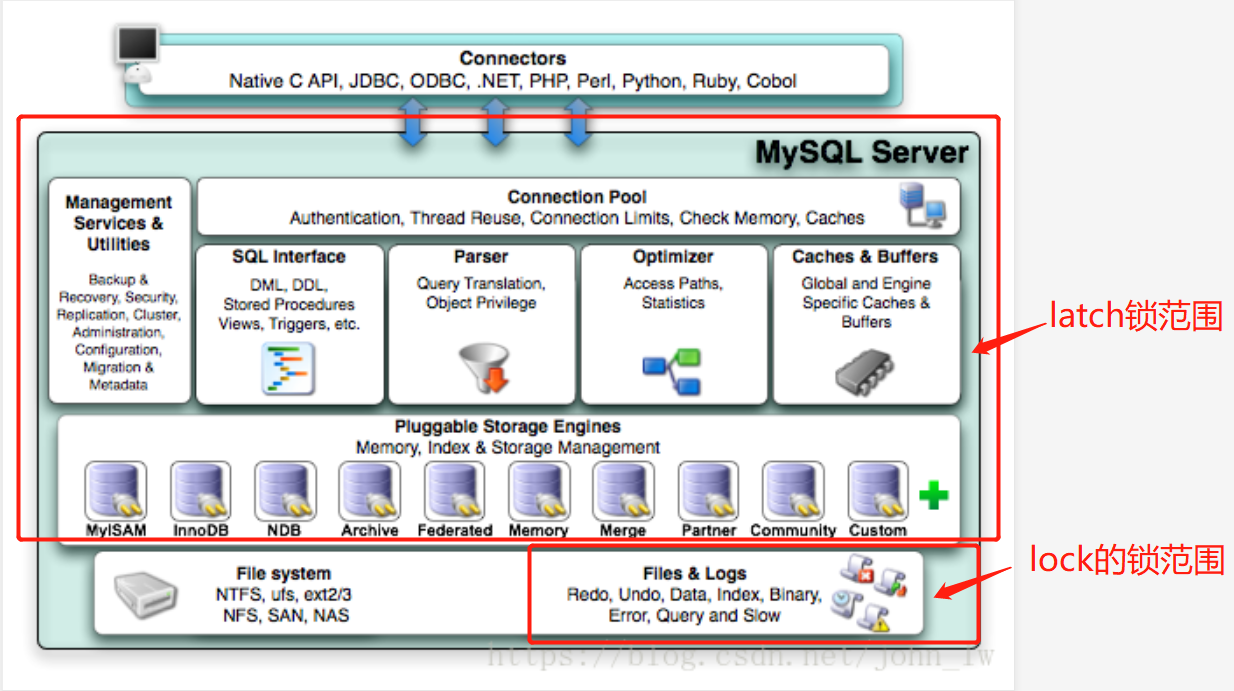 Connectors
Native C API, JDBC, ODBC, .NET, PHP, Perl, Python, Ruby, Cobol
MySQL Server
Management
Services &
Utilities
Backup &
Recovery, Security,
Replication, Cluster,
Administration,
Configuration,
Migration &
Metadata
Connection Pool
Authentication, Thread Reuse, Connection Limits, Check Memory, Caches
SQL Interface
DML, DDL,
Stored Procedures
Views, Triggers, etc.
Parser
Query Translation,
Object Privilege
Optimizer
Access Paths,
Statistics
Caches & Buffers
Global and Engine
Specific Caches &
Buffers
latch锁范围
Pluggable Storage Engines
Memory, Index & Storage Management
MyISAM InnoDB NDB Archive Federated Memory Merge Partner Community Custom
File system
NTFS, ufs, ext2/3
NFS, SAN, NAS
Files & Logs
Redo, Undo, Data, Index, Binary,
Error, Query and Slow
lock的锁范围
https://blog.csdn.net/john_lw